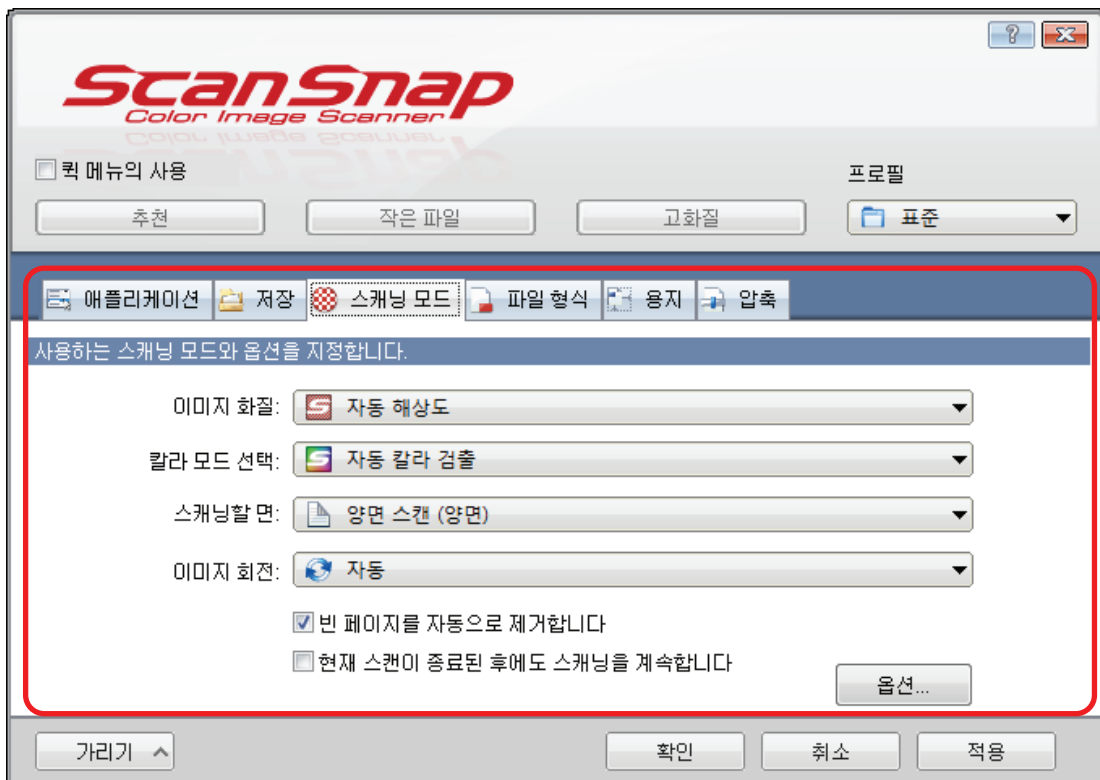 ?
ScanSnap
Color Image Scanner
퀵 메뉴의 사용
프로필
추천 작은 파일 고화질 표준
애플리케이션 저장 스캐닝 모드 파일 형식 용지 압축
사용하는 스캐닝 모드와 옵션을 지정합니다.
이미지 화질: 자동 해상도
칼라 모드 선택: 자동 칼라 검출
스캐닝할 면: 양면 스캔 (양면)
이미지 회전: 자동
빈 페이지를 자동으로 제거합니다
현재 스캔이 종료된 후에도 스캐닝을 계속합니다
옵션...
가리기 확인 취소 적용